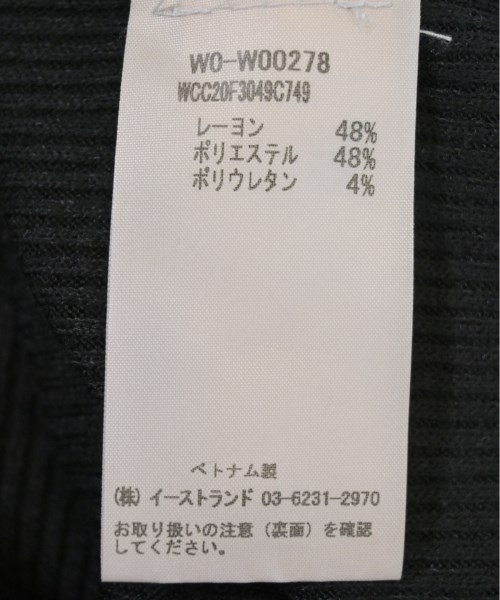 WO-W00278
WCC20F3049C749
レーヨン 48%
ポリエステル 48%
ポリウレタン 4%
ベトナム製
(株) イーストランド 03-6231-2970
お取り扱いの注意（裏面）を確認
してください。